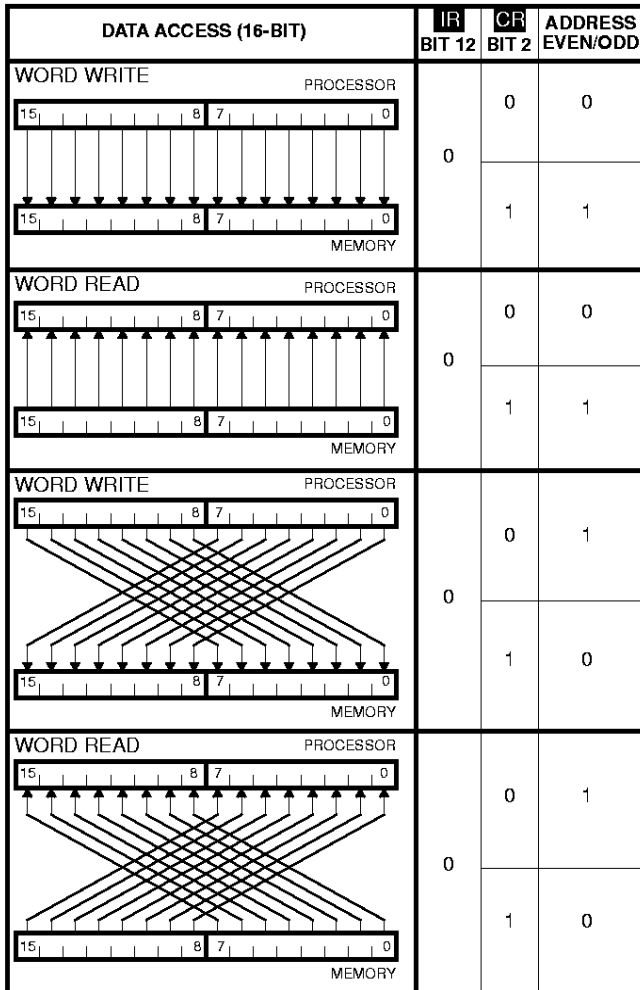 DATA ACCESS (16-BIT)
IR
BIT 12
CR
BIT 2
ADDRESS
EVEN/ODD
WORD WRITE
PROCESSOR
15 8 7 0
15 8 7 0
MEMORY
0
0 0
1 1
WORD READ
PROCESSOR
15 8 7 0
15 8 7 0
MEMORY
0
0 0
1 1
WORD WRITE
PROCESSOR
15 8 7 0
15 8 7 0
MEMORY
0
0 1
1 0
WORD READ
PROCESSOR
15 8 7 0
15 8 7 0
MEMORY
0
0 1
1 0